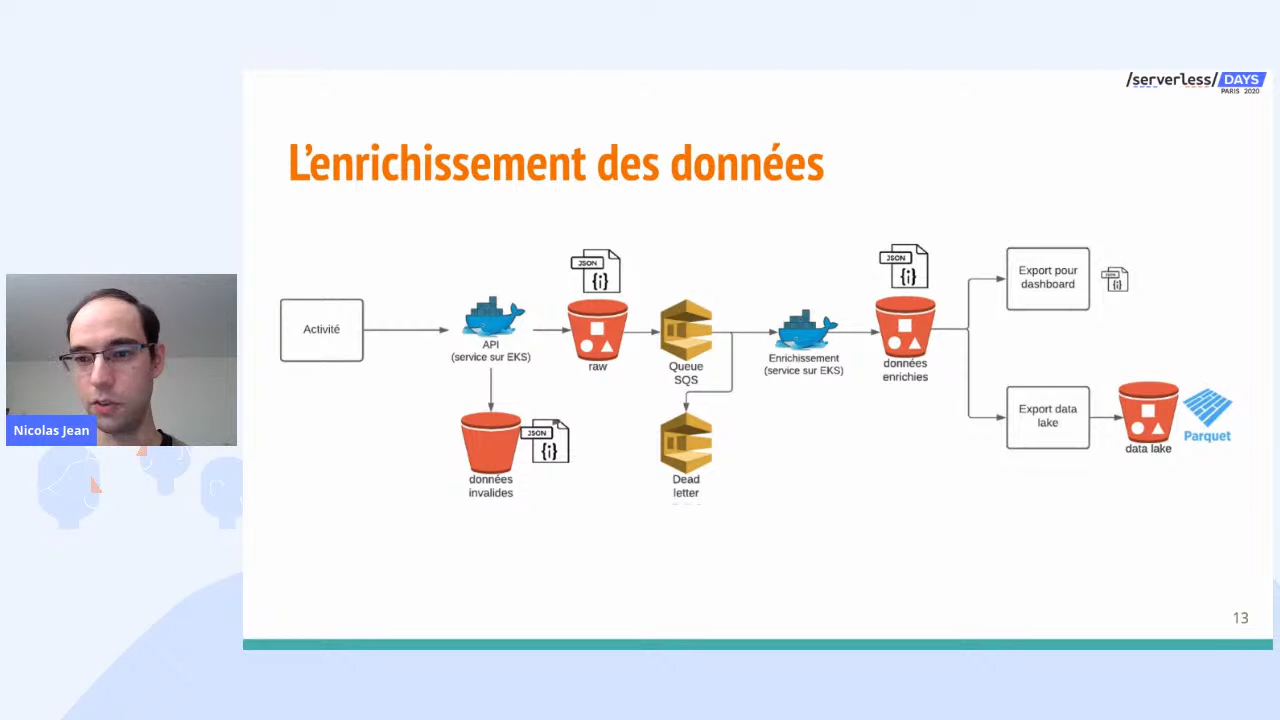 /serverless/ DAYS
PARIS 2020
L'enrichissement des données
JSON
{i}
JSON
{i}
Export pour
dashboard
JSON
{i}
Activité
API
(service sur EKS)
raw
Queue
SQS
Enrichissement
(service sur EKS)
données
enrichies
Export data
lake
data lake
Parquet
JSON
{i}
données
invalides
Dead
letter
Nicolas Jean
13